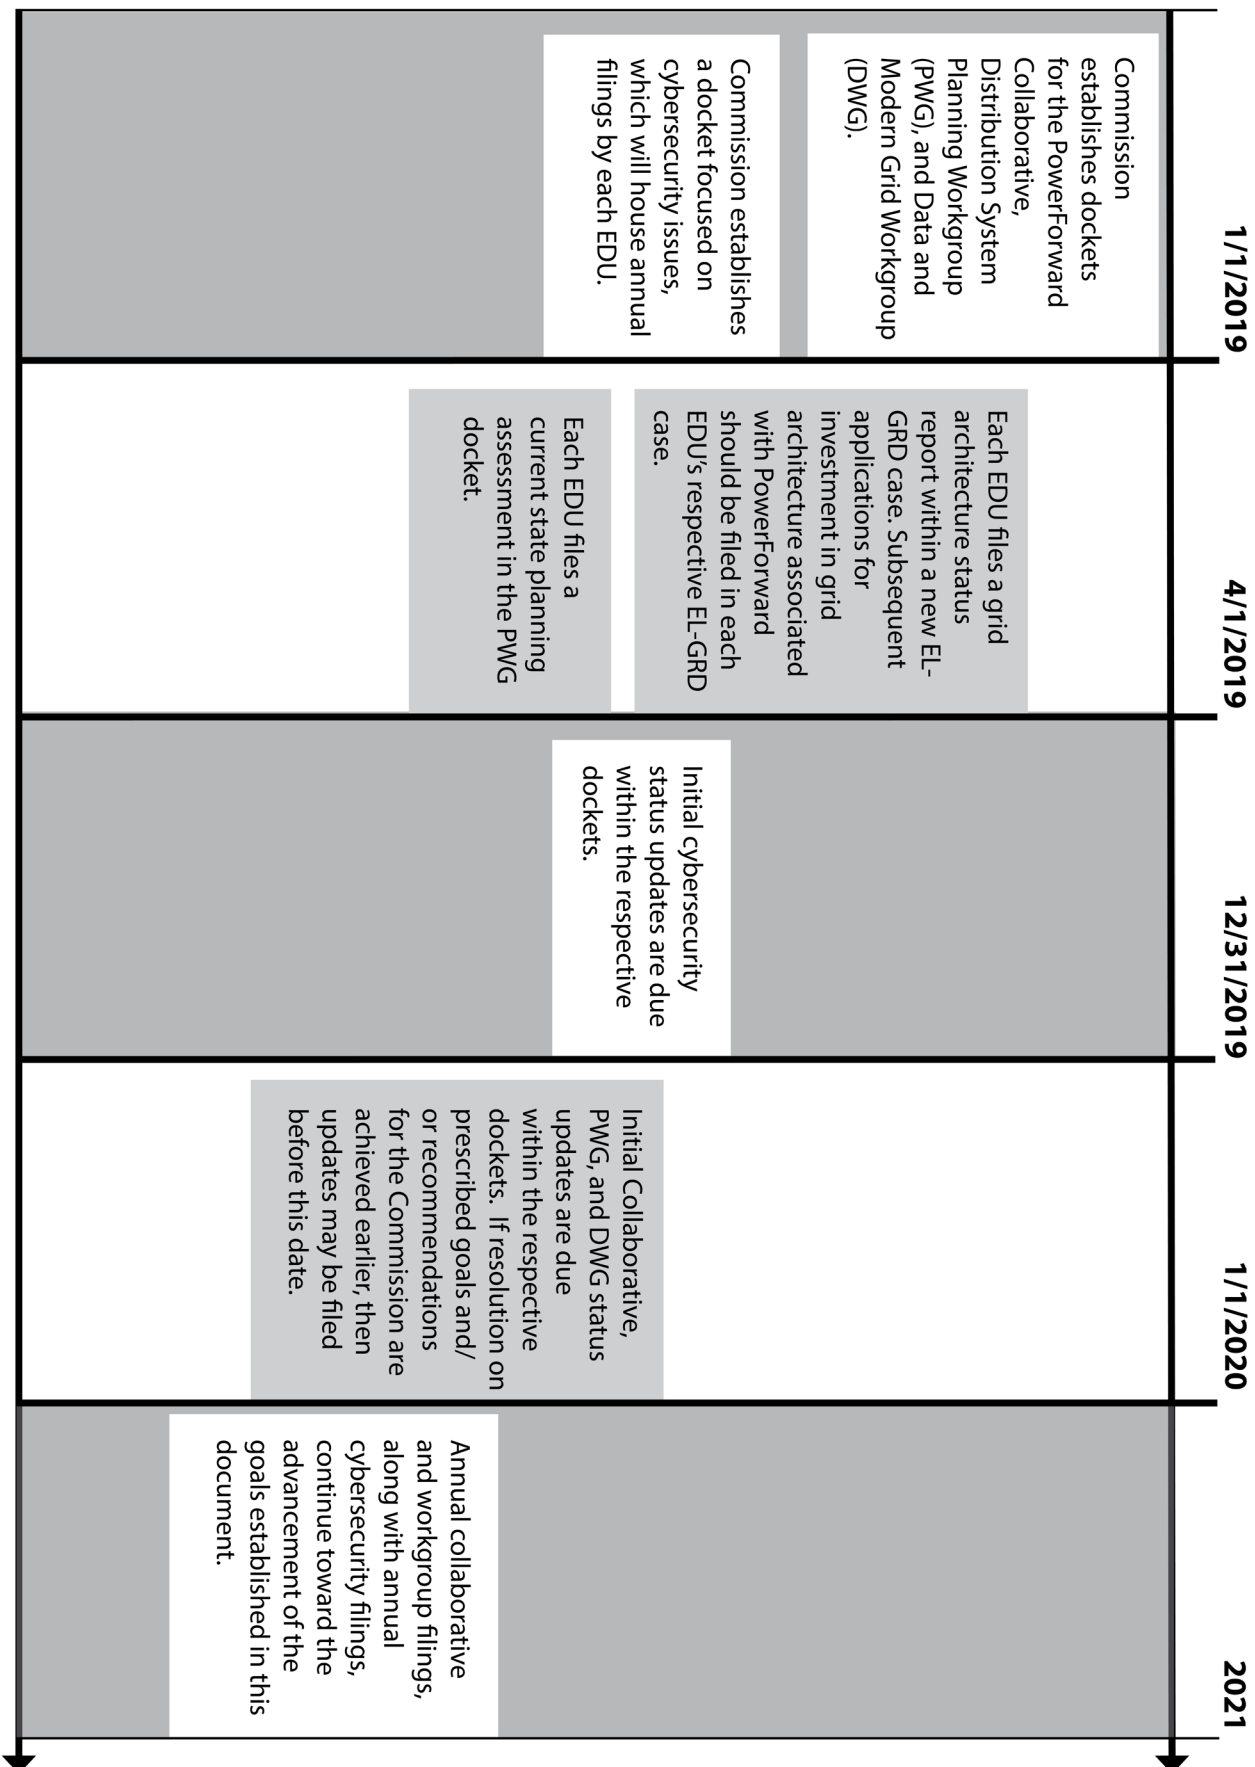 1/1/2019
4/1/2019
12/31/2019
1/1/2020
2021
Commission
establishes dockets
for the PowerForward
Collaborative,
Distribution System
Planning Workgroup
(PWG), and Data and
Modern Grid Workgroup
(DWG).
Commission establishes
a docket focused on
cybersecurity issues,
which will house annual
filings by each EDU.
Each EDU files a grid
architecture status
report within a new EL-
GRD case. Subsequent
applications for
investment in grid
architecture associated
with PowerForward
should be filed in each
EDU’s respective EL-GRD
case.
Each EDU files a
current state planning
assessment in the PWG
docket.
Initial cybersecurity
status updates are due
within the respective
dockets.
Initial Collaborative,
PWG, and DWG status
updates are due
within the respective
dockets. If resolution on
prescribed goals and/
or recommendations
for the Commission are
achieved earlier, then
updates may be filed
before this date.
Annual collaborative
and workgroup filings,
along with annual
cybersecurity filings,
continue toward the
advancement of the
goals established in this
document.